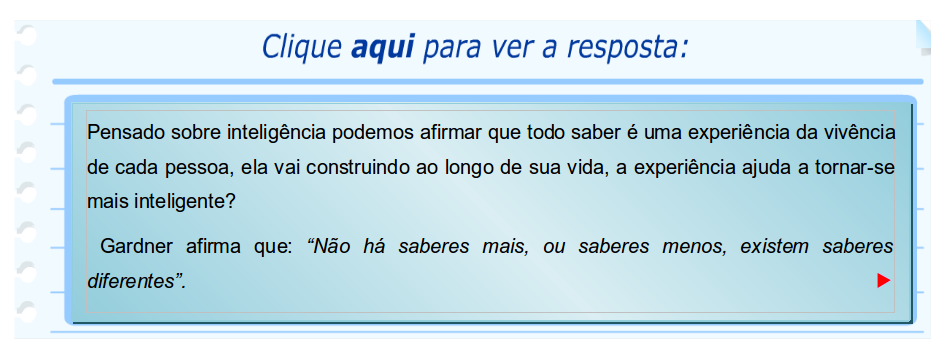 Clique aqui para ver a resposta:
Pensado sobre inteligência podemos afirmar que todo saber é uma experiência da vivência
de cada pessoa, ela vai construindo ao longo de sua vida, a experiência ajuda a tornar-se
mais inteligente?
Gardner afirma que: “Não há saberes mais, ou saberes menos, existem saberes
diferentes”.